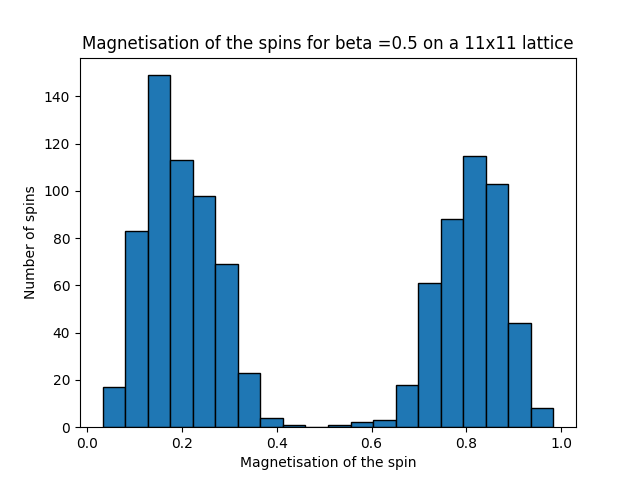 Magnetisation of the spins for beta =0.5 on a 11x11 lattice
Number of spins
140
120
100
80
60
40
20
0
0.0 0.2 0.4 0.6 0.8 1.0
Magnetisation of the spin